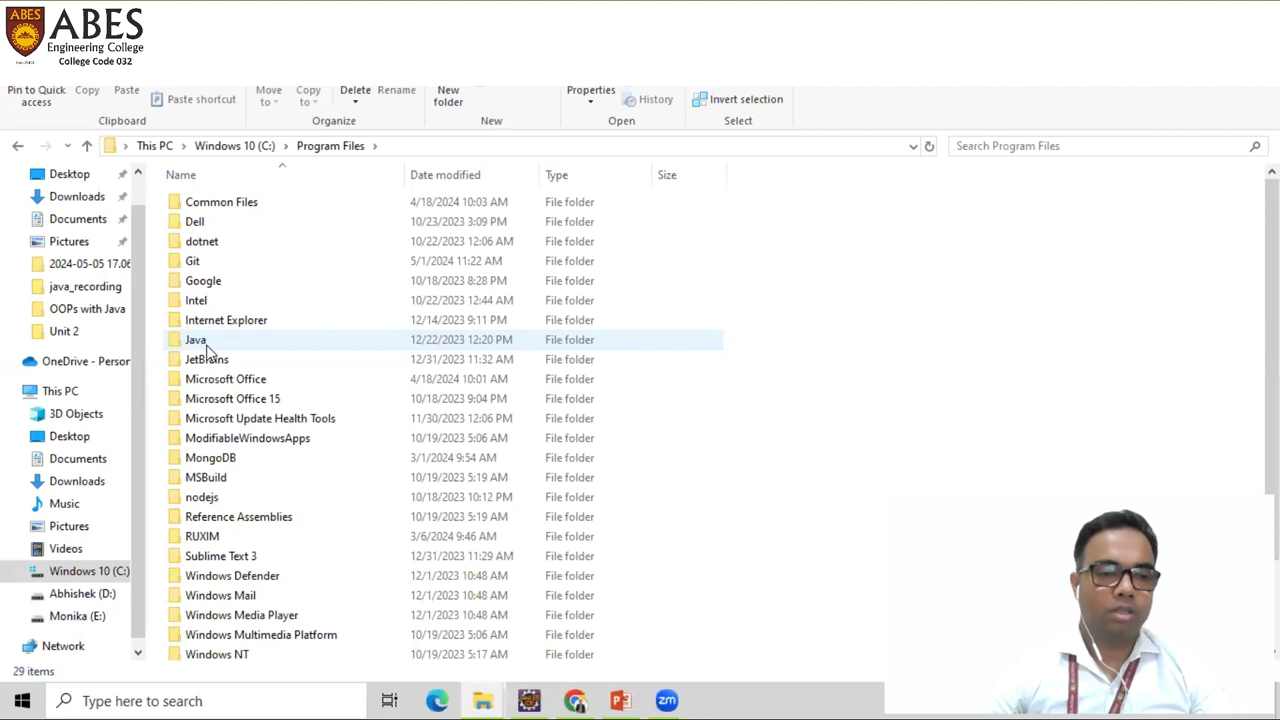 ABES
Engineering College
College Code 032
Pin to Quick access
Copy
Paste
Paste shortcut
Clipboard
Move to
Copy to
Delete
Rename
Organize
New folder
New
Properties
History
Open
Invert selection
Select
This PC > Windows 10 (C:) > Program Files >
Search Program Files
Name Date modified Type Size
Desktop
Downloads
Documents
Pictures
2024-05-05 17.06
java_recording
OOPs with Java
Unit 2
OneDrive - Person
This PC
3D Objects
Desktop
Documents
Downloads
Music
Pictures
Videos
Windows 10 (C:)
Abhishek (D:)
Monika (E:)
Network
Common Files 4/18/2024 10:03 AM File folder
Dell 10/23/2023 3:09 PM File folder
dotnet 10/22/2023 12:06 AM File folder
Git 5/1/2024 11:22 AM File folder
Google 10/18/2023 8:28 PM File folder
Intel 10/22/2023 12:44 AM File folder
Internet Explorer 12/14/2023 9:11 PM File folder
Java 12/22/2023 12:20 PM File folder
JetBrains 12/31/2023 11:32 AM File folder
Microsoft Office 4/18/2024 10:01 AM File folder
Microsoft Office 15 10/18/2023 9:04 PM File folder
Microsoft Update Health Tools 11/30/2023 12:06 PM File folder
ModifiableWindowsApps 10/19/2023 5:06 AM File folder
MongoDB 3/1/2024 9:54 AM File folder
MSBuild 10/19/2023 5:19 AM File folder
nodejs 10/18/2023 10:12 PM File folder
Reference Assemblies 10/19/2023 5:19 AM File folder
RUXIM 3/6/2024 9:46 AM File folder
Sublime Text 3 12/31/2023 11:29 AM File folder
Windows Defender 12/1/2023 10:48 AM File folder
Windows Mail 12/1/2023 10:48 AM File folder
Windows Media Player 12/1/2023 10:48 AM File folder
Windows Multimedia Platform 10/19/2023 5:06 AM File folder
Windows NT 10/19/2023 5:17 AM File folder
29 items
Type here to search
zm